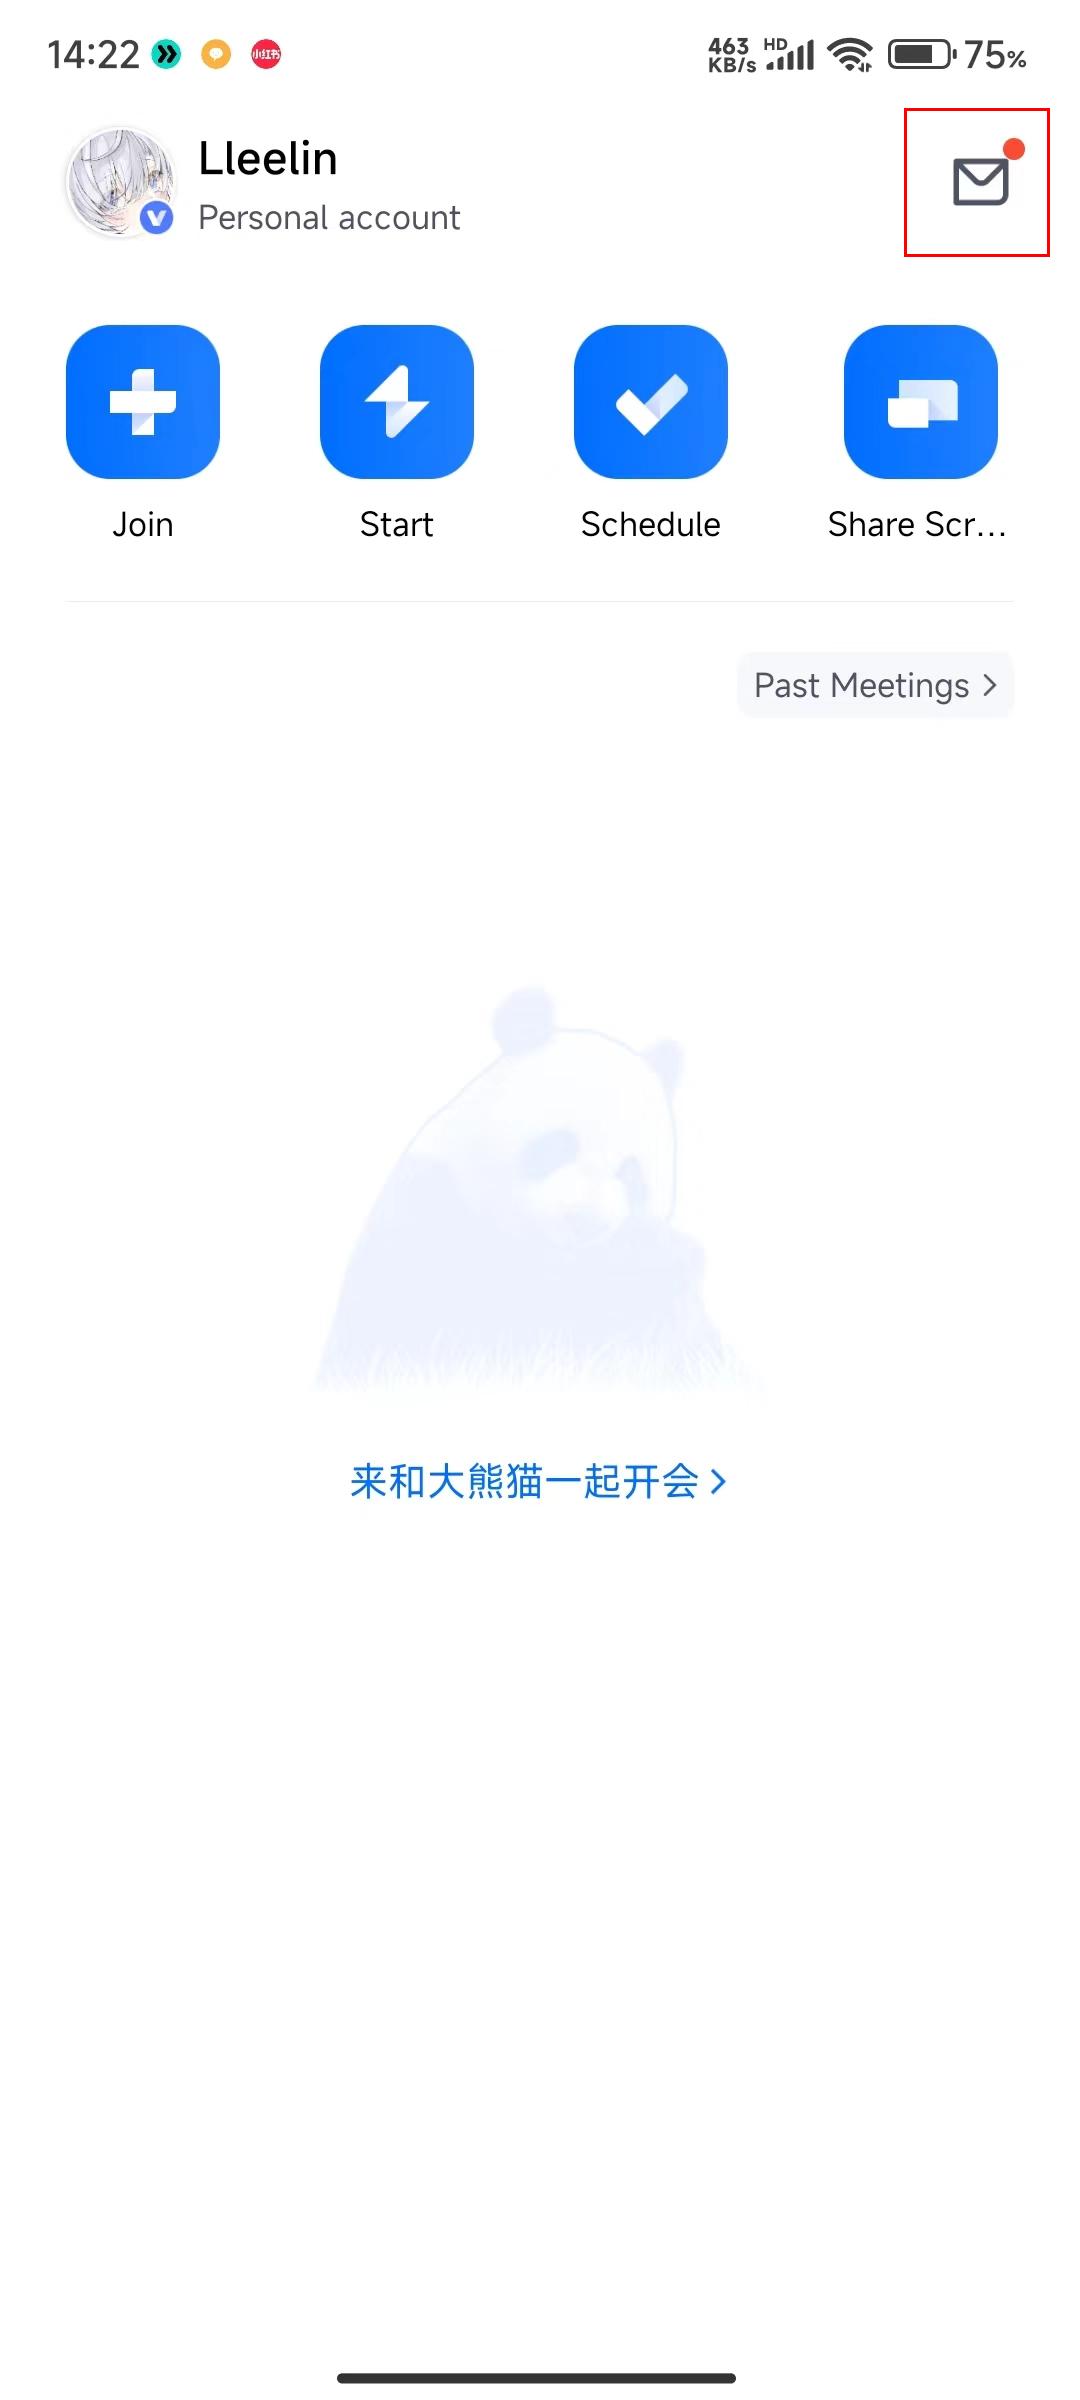 14:22 小红书 463 KB/s HD 75%
Lleelin
Personal account
Join Start Schedule Share Scr...
Past Meetings
来和大熊猫一起开会